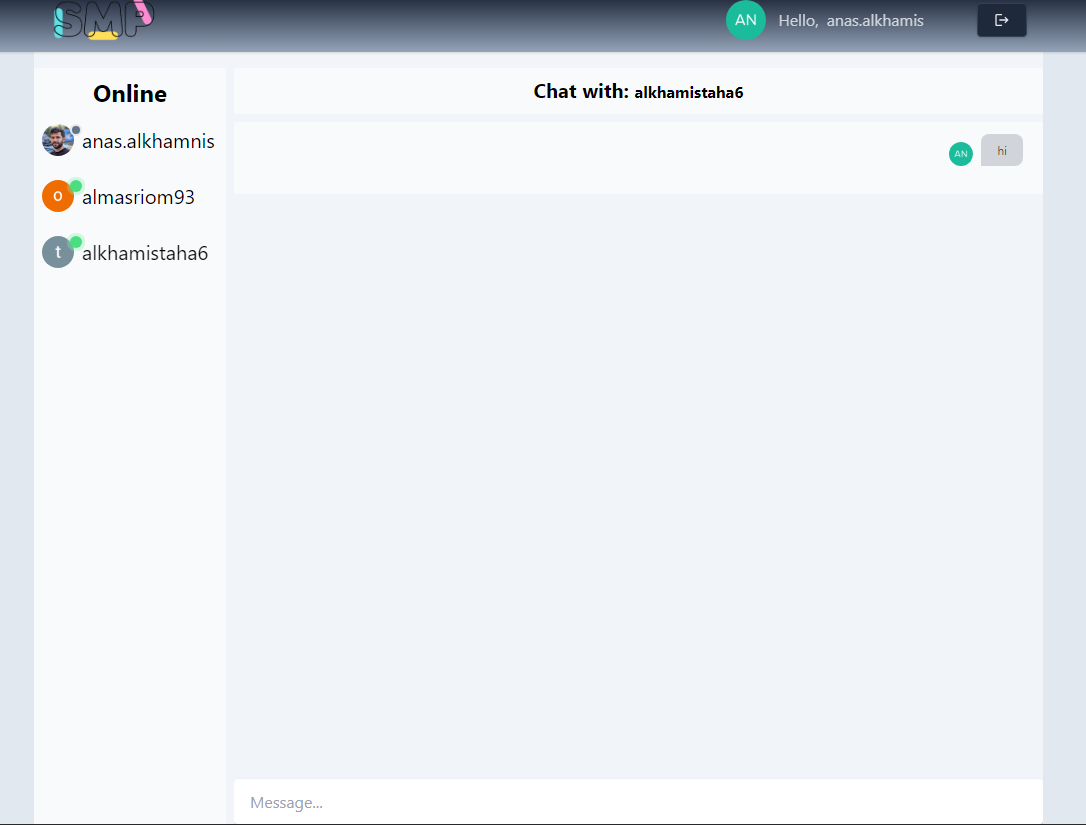 SMP
AN Hello, anas.alkhamis
Online
anas.alkhamnis
o almasriom93
t alkhamistaha6
Chat with: alkhamistaha6
AN hi
Message...